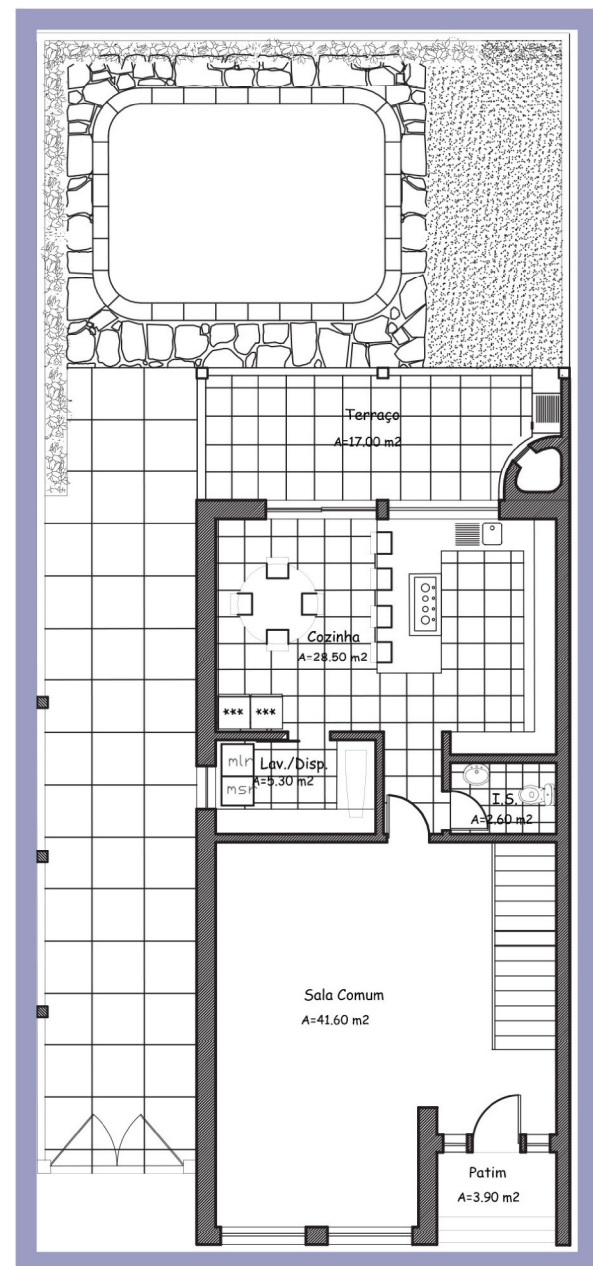 Terraço
A=17.00 m2
Cozinha
A=28.50 m2
*** ***
mlr
Lav./Disp.
A=5.30 m2
msr
I.S.
A=2.60 m2
Sala Comum
A=41.60 m2
Patim
A=3.90 m2